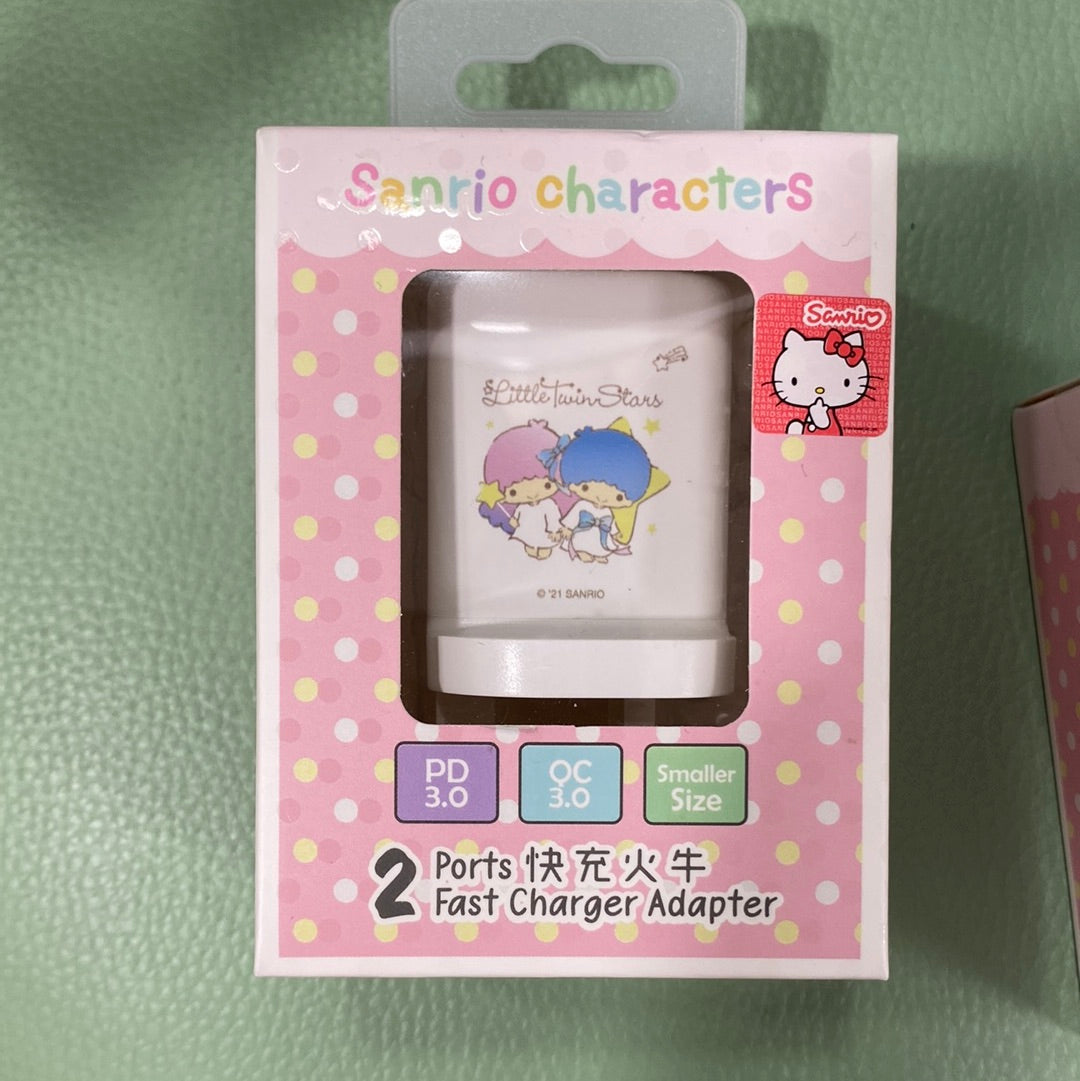 Sanrio characters
Sanrio
Little Twin Stars
© '21 SANRIO
PD
3.0
QC
3.0
Smaller
Size
2 Ports 快充火牛
Fast Charger Adapter